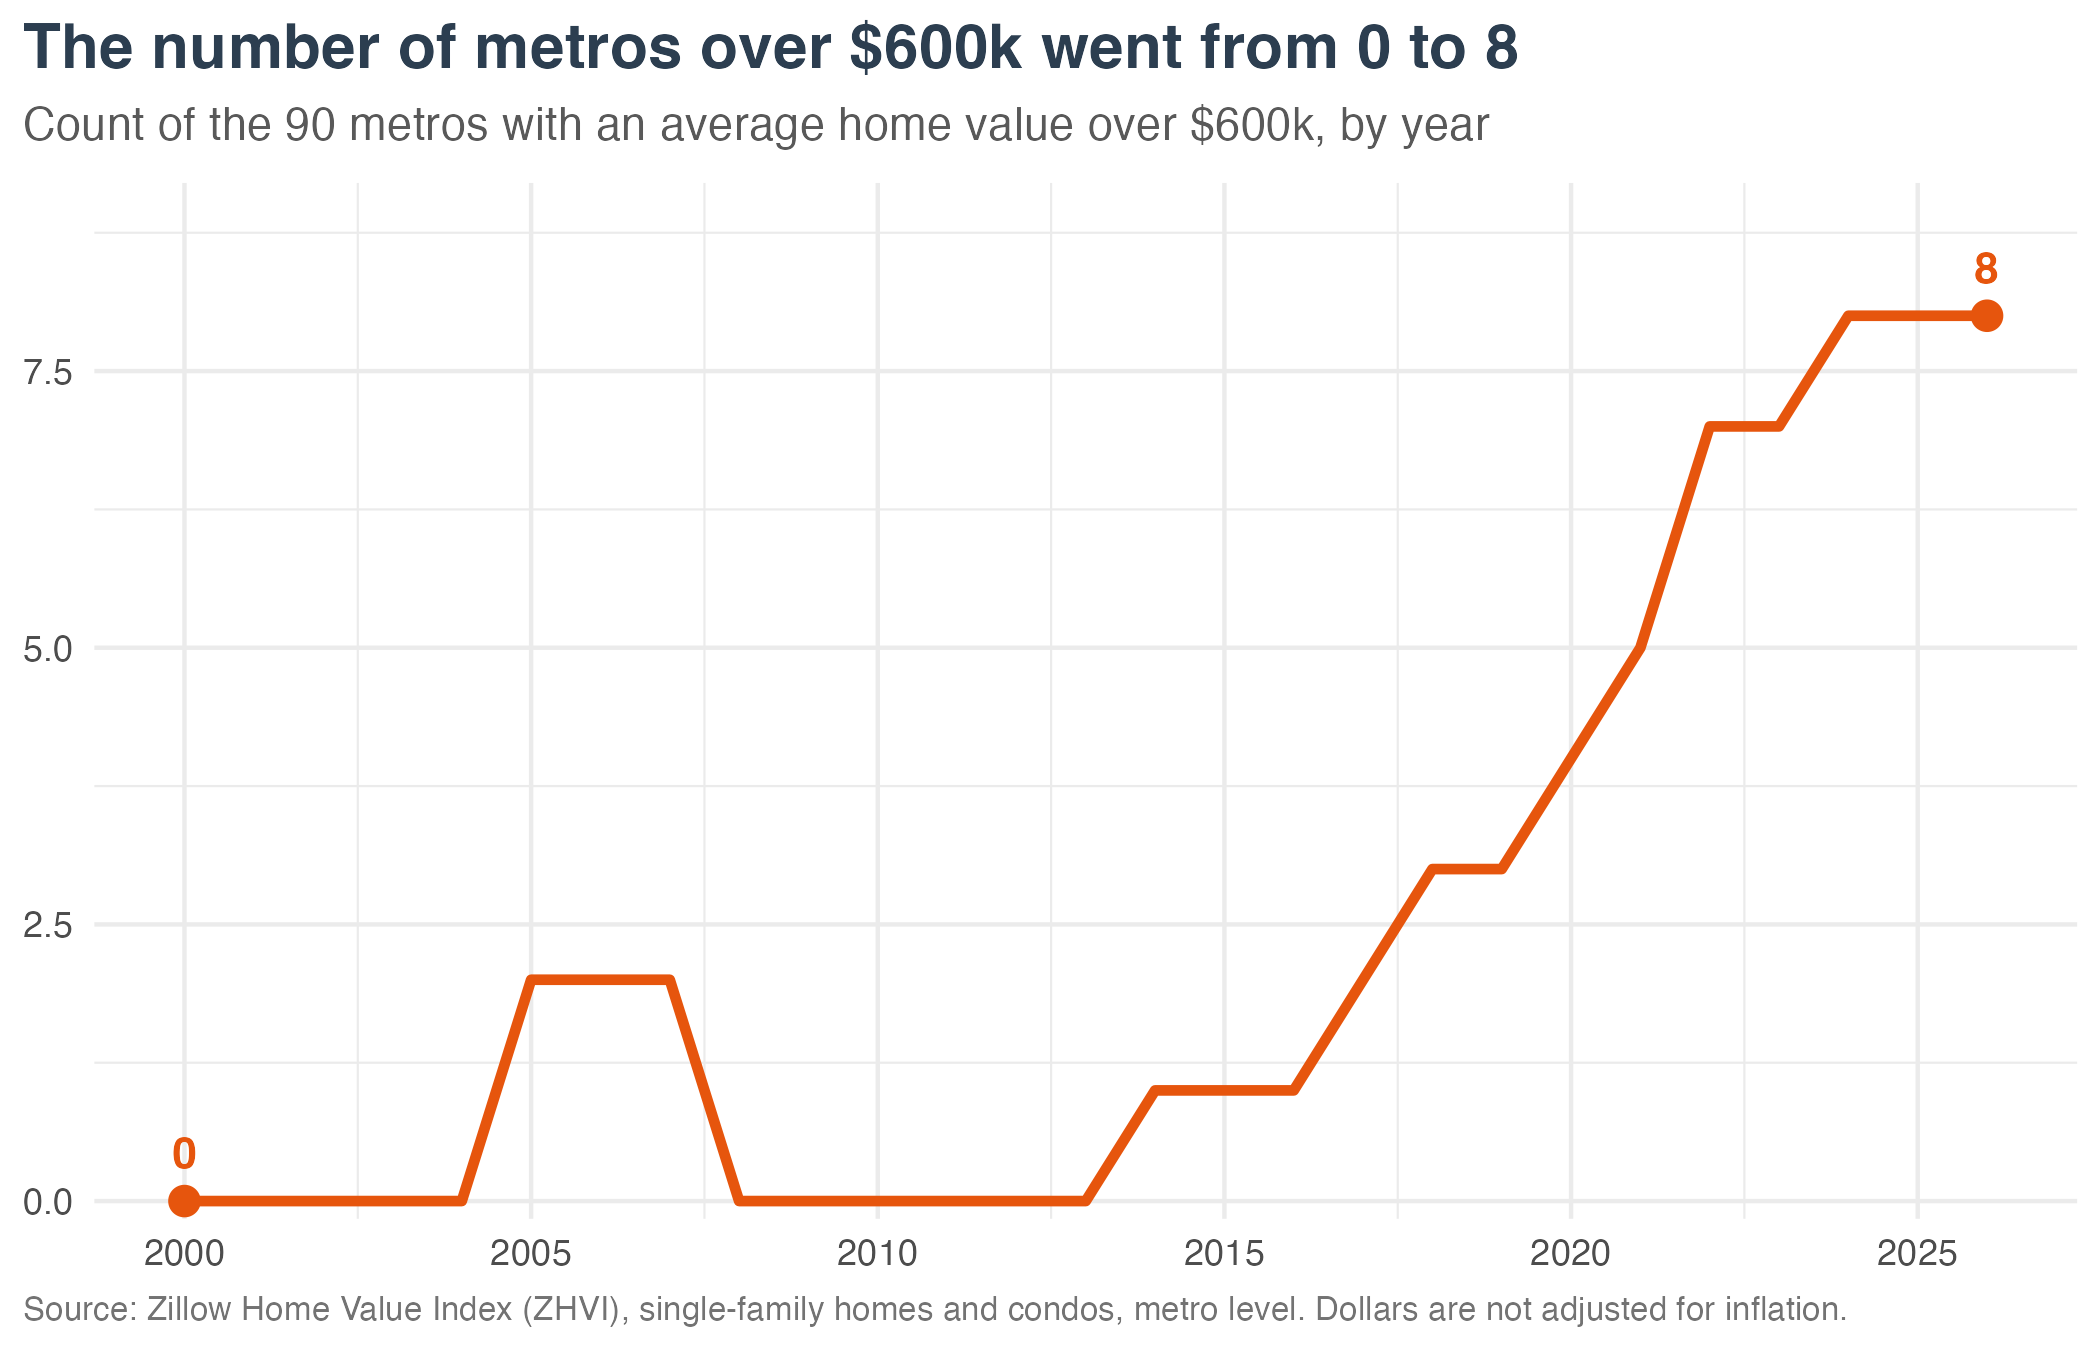 The number of metros over $600k went from 0 to 8
Count of the 90 metros with an average home value over $600k, by year
8
7.5
5.0
2.5
0
0.0
2000 2005 2010 2015 2020 2025
Source: Zillow Home Value Index (ZHVI), single-family homes and condos, metro level. Dollars are not adjusted for inflation.